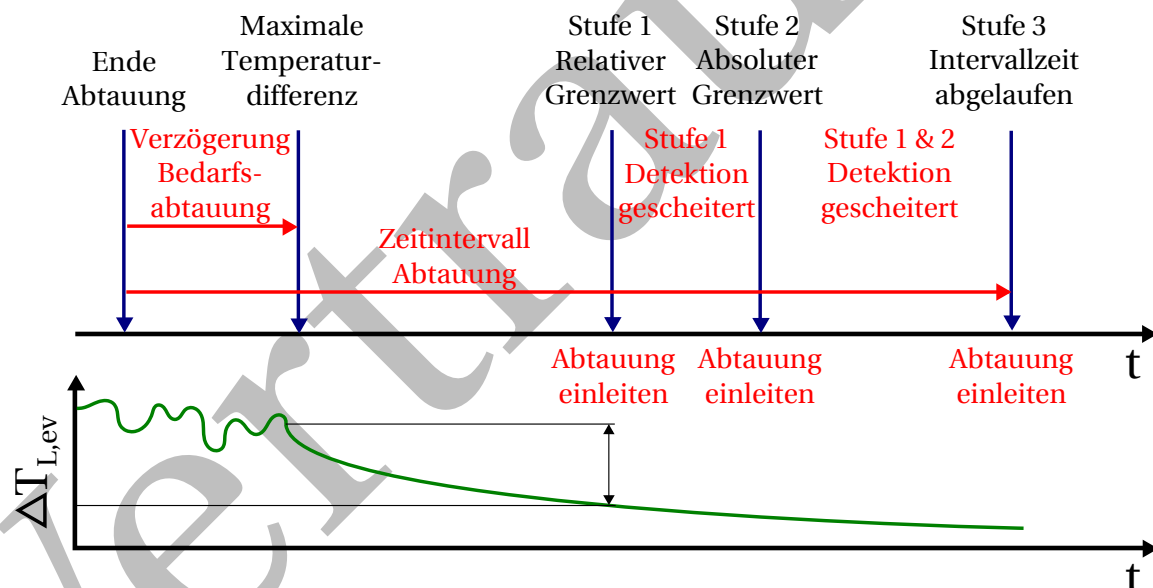 Ende
Abtauung
Maximale
Temperatur-
differenz
Stufe 1
Relativer
Grenzwert
Stufe 2
Absoluter
Grenzwert
Stufe 3
Intervallzeit
abgelaufen
Verzögerung
Bedarfs-
abtauung
Stufe 1
Detektion
gescheitert
Stufe 1 & 2
Detektion
gescheitert
Zeitintervall
Abtauung
Abtauung
einleiten
Abtauung
einleiten
Abtauung
einleiten
t
ΔT L,ev
t